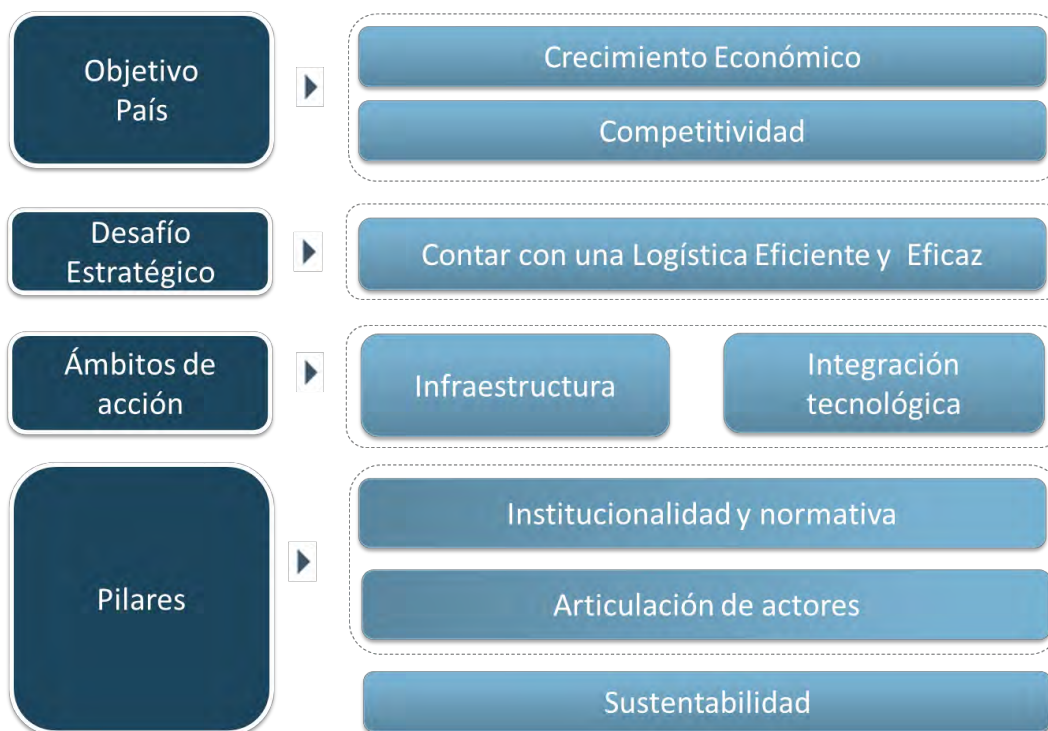 Objetivo
País
Crecimiento Económico
Competitividad
Desafío
Estratégico
Contar con una Logística Eficiente y Eficaz
Ámbitos de
acción
Infraestructura
Integración
tecnológica
Pilares
Institucionalidad y normativa
Articulación de actores
Sustentabilidad